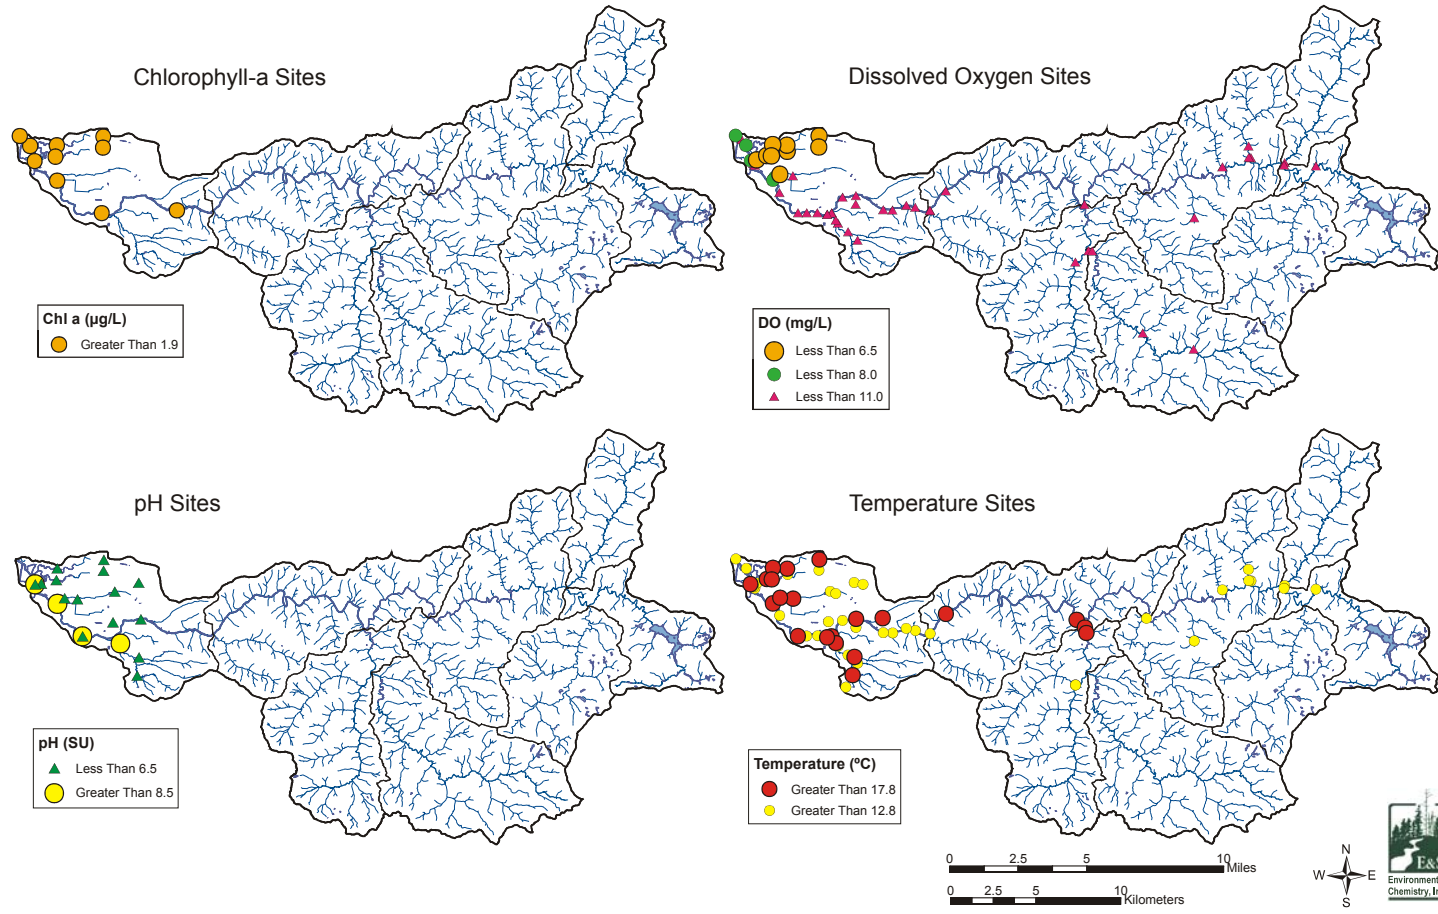 Chlorophyll-a Sites
Chl a (µg/L)
Greater Than 1.9
Dissolved Oxygen Sites
DO (mg/L)
Less Than 6.5
Less Than 8.0
Less Than 11.0
pH Sites
pH (SU)
Less Than 6.5
Greater Than 8.5
Temperature Sites
Temperature (ºC)
Greater Than 17.8
Greater Than 12.8
0 2.5 5 10
Miles
0 2.5 5 10
Kilometers
N
W E
S
E&S
Environment
Chemistry, In